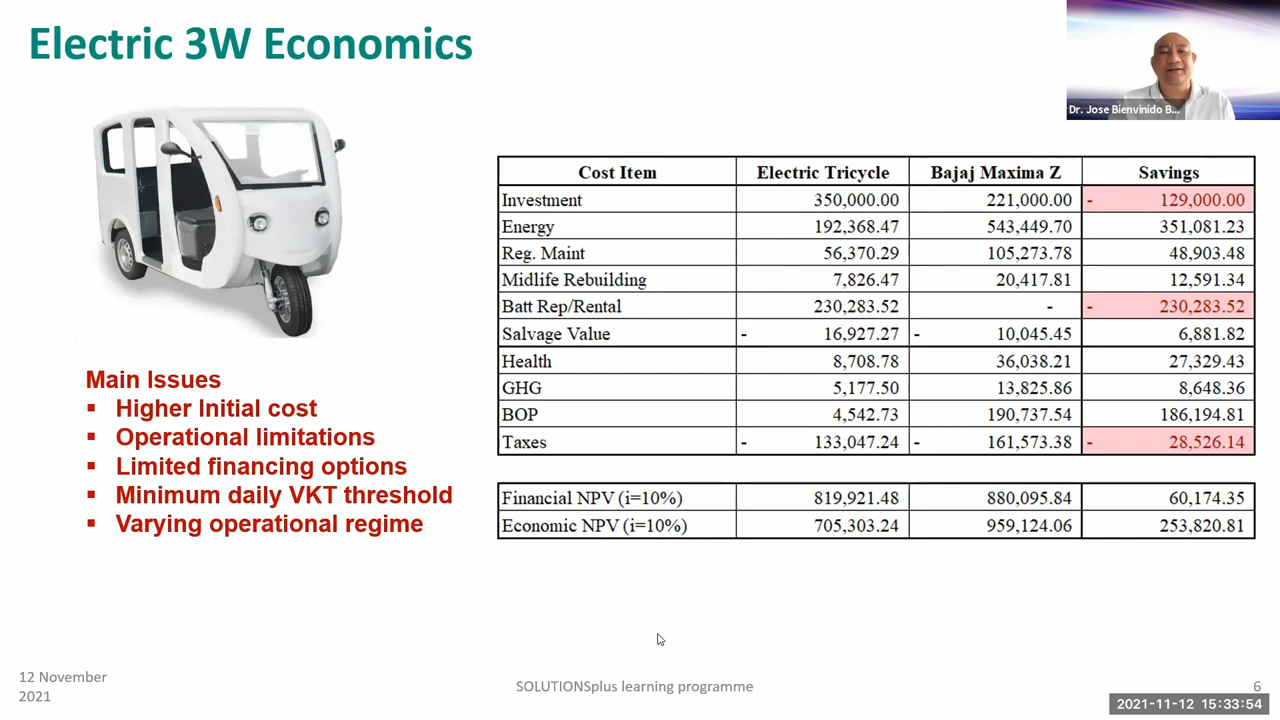 Electric 3W Economics
Dr. Jose Bienvinido B...
Cost Item Electric Tricycle Bajaj Maxima Z Savings
Investment 350,000.00 221,000.00 - 129,000.00
Energy 192,368.47 543,449.70 351,081.23
Reg. Maint 56,370.29 105,273.78 48,903.48
Midlife Rebuilding 7,826.47 20,417.81 12,591.34
Batt Rep/Rental 230,283.52 - - 230,283.52
Salvage Value - 16,927.27 - 10,045.45 6,881.82
Health 8,708.78 36,038.21 27,329.43
GHG 5,177.50 13,825.86 8,648.36
BOP 4,542.73 190,737.54 186,194.81
Taxes - 133,047.24 - 161,573.38 - 28,526.14
Financial NPV (i=10%) 819,921.48 880,095.84 60,174.35
Economic NPV (i=10%) 705,303.24 959,124.06 253,820.81
Main Issues
▪ Higher Initial cost
▪ Operational limitations
▪ Limited financing options
▪ Minimum daily VKT threshold
▪ Varying operational regime
12 November
2021
SOLUTIONSplus learning programme
6
2021-11-12 15:33:54